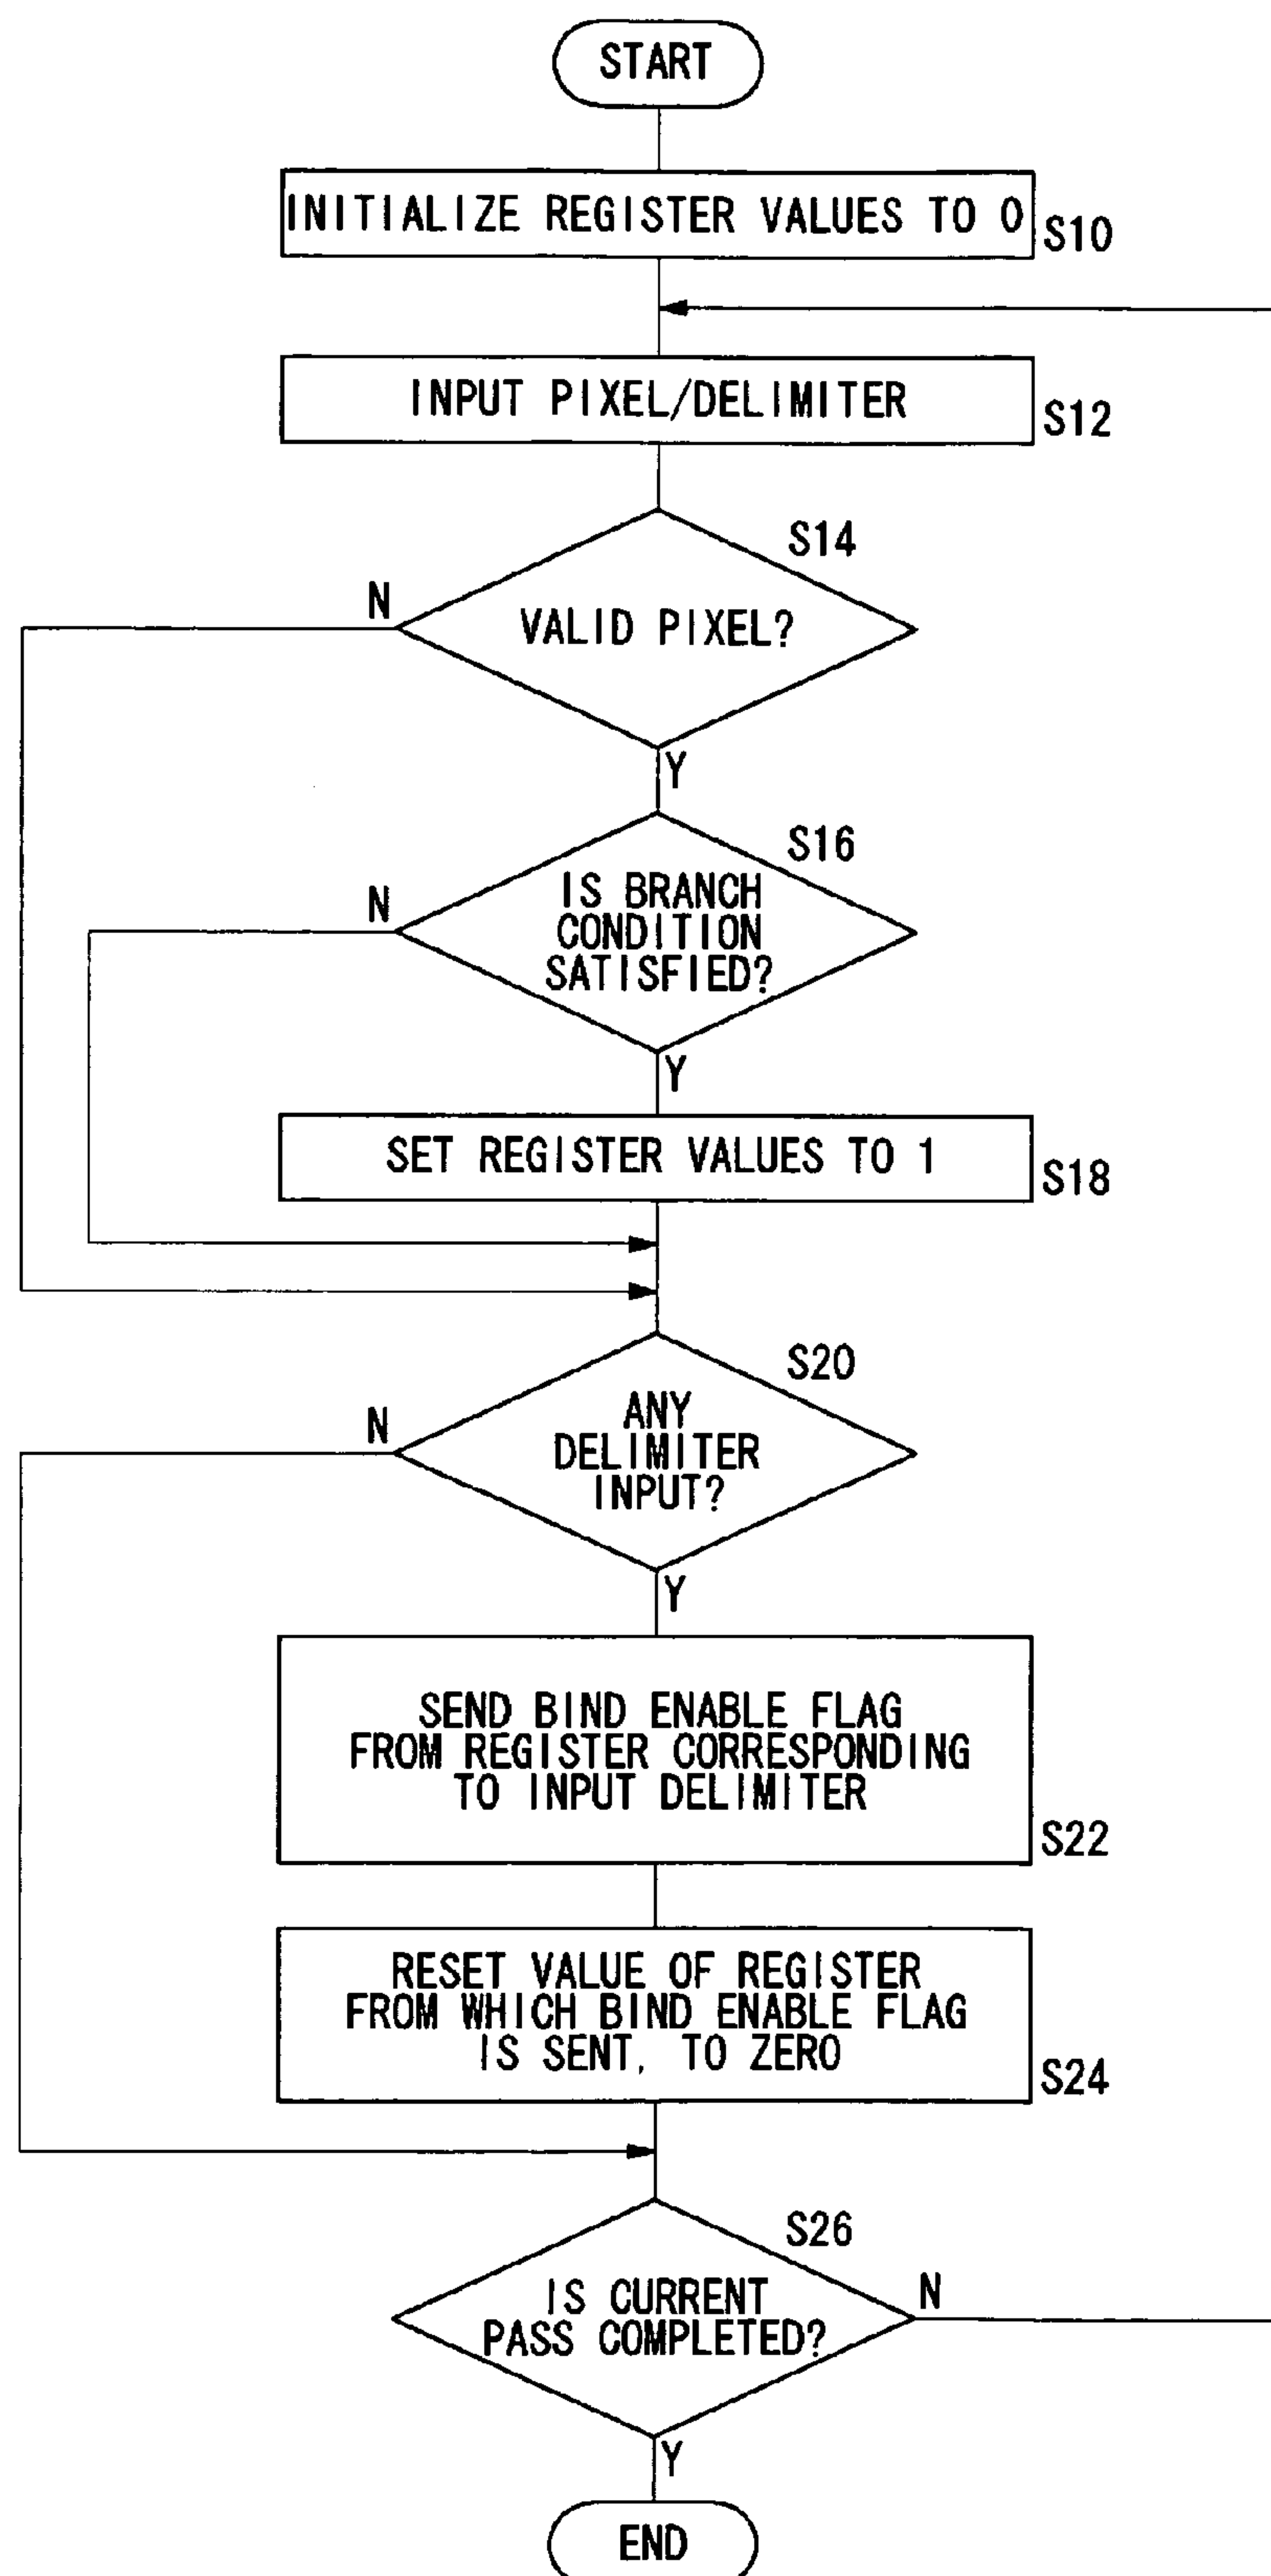 START
INITIALIZE REGISTER VALUES TO 0
S10
INPUT PIXEL/DELIMITER
S12
S14
N
VALID PIXEL?
Y
S16
N
IS BRANCH
CONDITION
SATISFIED?
Y
SET REGISTER VALUES TO 1
S18
S20
N
ANY
DELIMITER
INPUT?
Y
SEND BIND ENABLE FLAG
FROM REGISTER CORRESPONDING
TO INPUT DELIMITER
S22
RESET VALUE OF REGISTER
FROM WHICH BIND ENABLE FLAG
IS SENT, TO ZERO
S24
S26
IS CURRENT
PASS COMPLETED?
N
Y
END